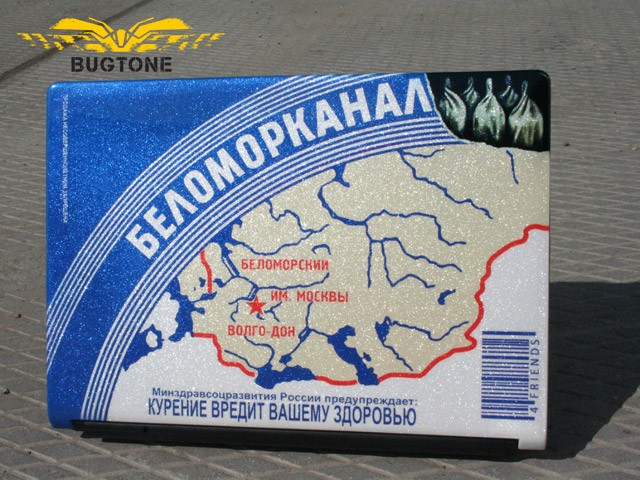 BUGTONE
БЕЛОМОРКАНАЛ
БЕЛОМОРСКИЙ
ИМ. МОСКВЫ
ВОЛГО-ДОН
4FRIENDS
Минздравсоцразвития России предупреждает:
КУРЕНИЕ ВРЕДИТ ВАШЕМУ ЗДОРОВЬЮ